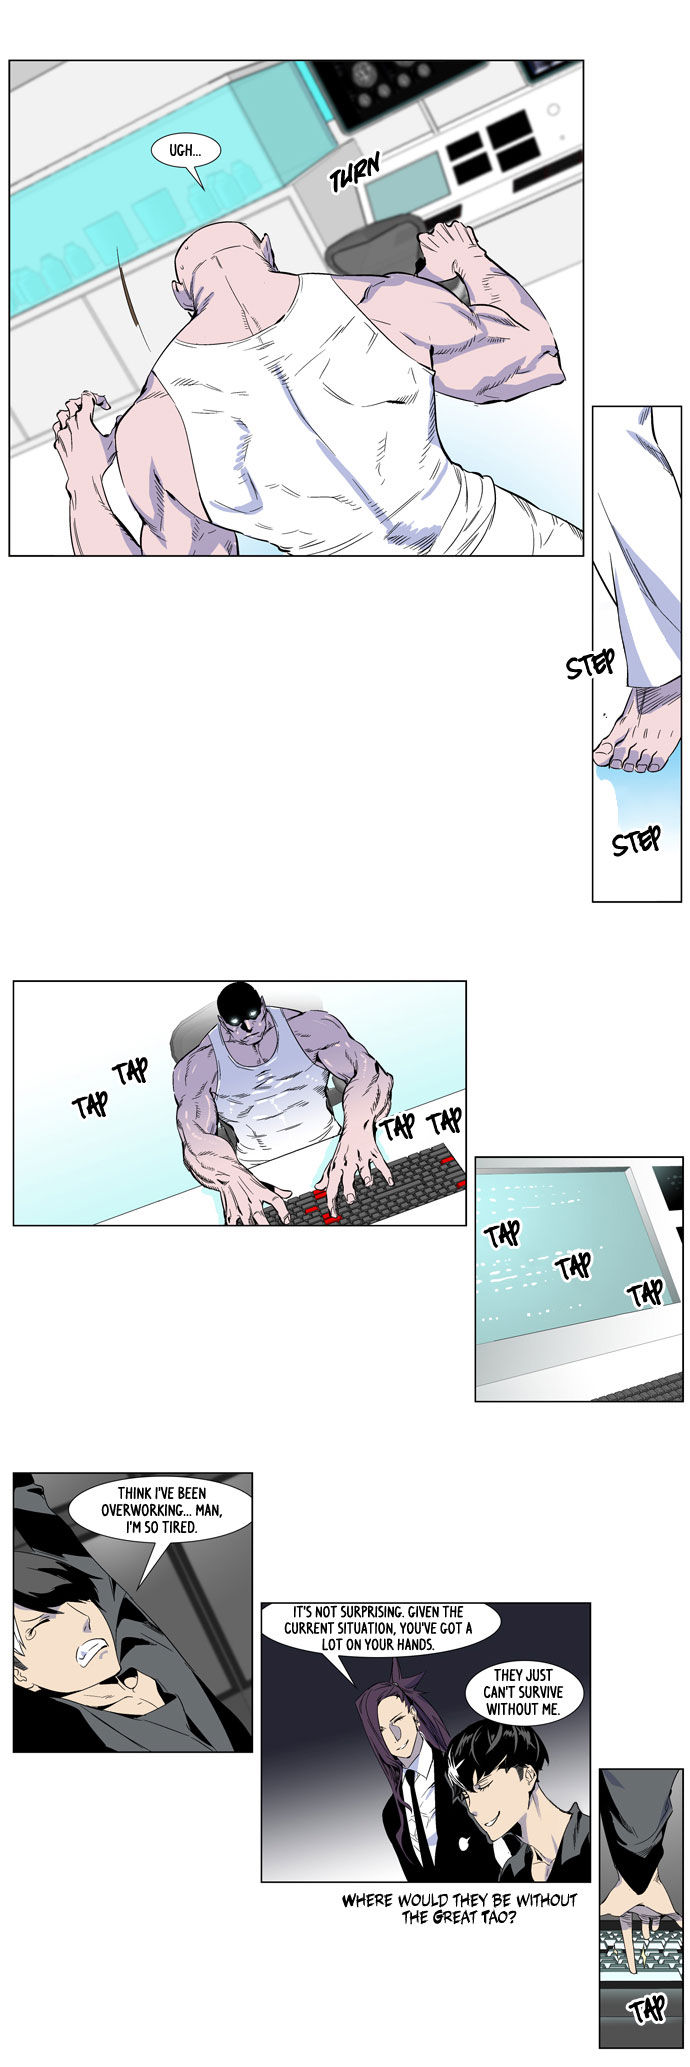 UGH...
TURN
STEP
STEP
TAP
TAP
TAP
TAP
TAP
TAP
TAP
THINK I'VE BEEN
OVERWORKING... MAN,
I'M SO TIRED.
IT'S NOT SURPRISING. GIVEN THE
CURRENT SITUATION, YOU'VE GOT A
LOT ON YOUR HANDS.
THEY JUST
CAN'T SURVIVE
WITHOUT ME.
WHERE WOULD THEY BE WITHOUT
THE GREAT TAO?
TAP